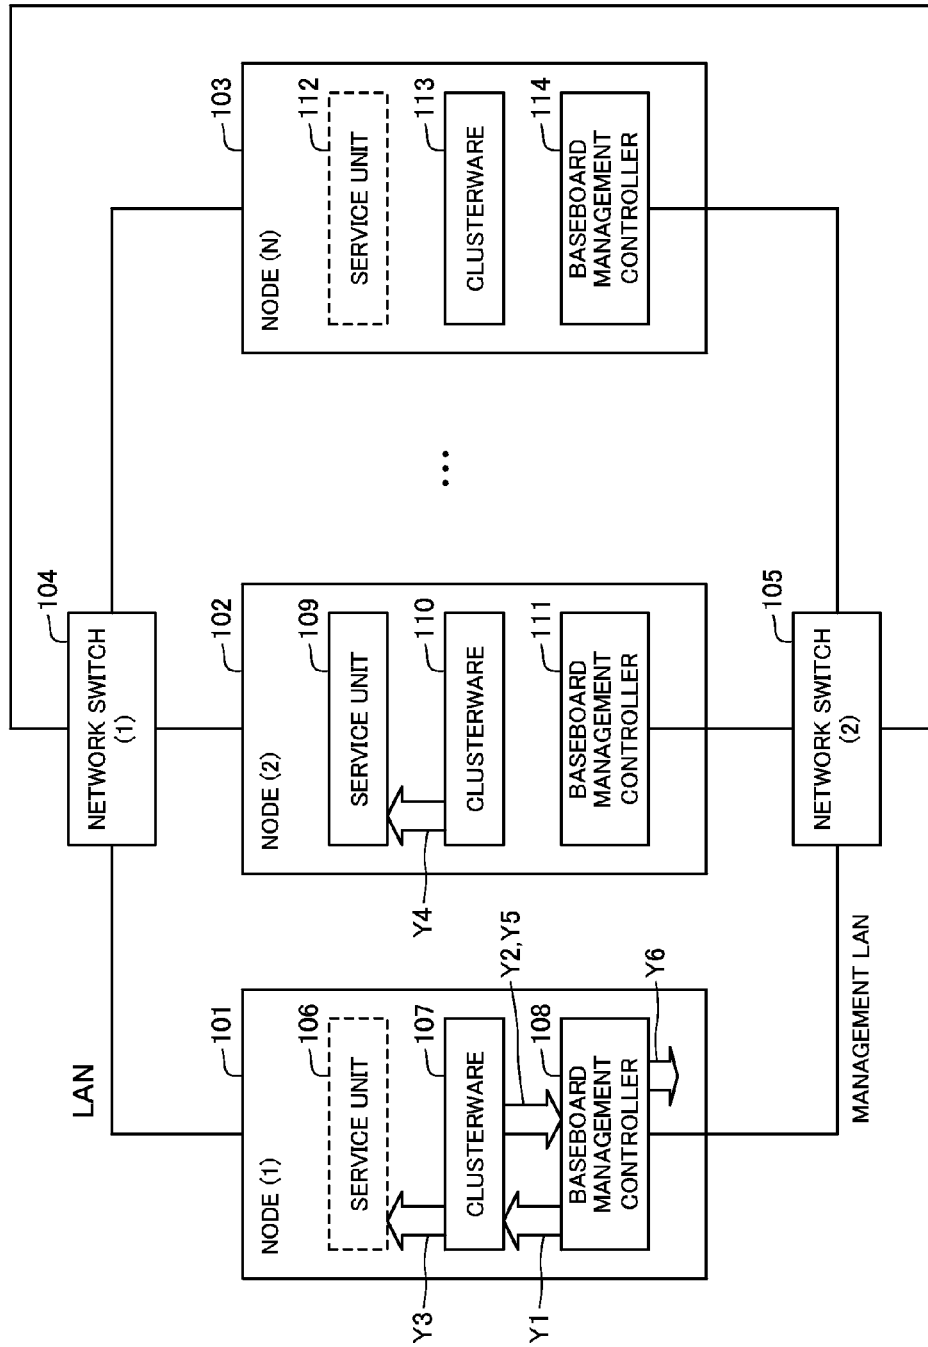 104
NETWORK SWITCH
(1)
LAN
101
NODE (1)
106
SERVICE UNIT
Y3
107
CLUSTERWARE
Y2,Y5
Y1
108
BASEBOARD
MANAGEMENT
CONTROLLER
Y6
102
NODE (2)
109
SERVICE UNIT
Y4
110
CLUSTERWARE
111
BASEBOARD
MANAGEMENT
CONTROLLER
...
103
NODE (N)
112
SERVICE UNIT
113
CLUSTERWARE
114
BASEBOARD
MANAGEMENT
CONTROLLER
MANAGEMENT LAN
105
NETWORK SWITCH
(2)